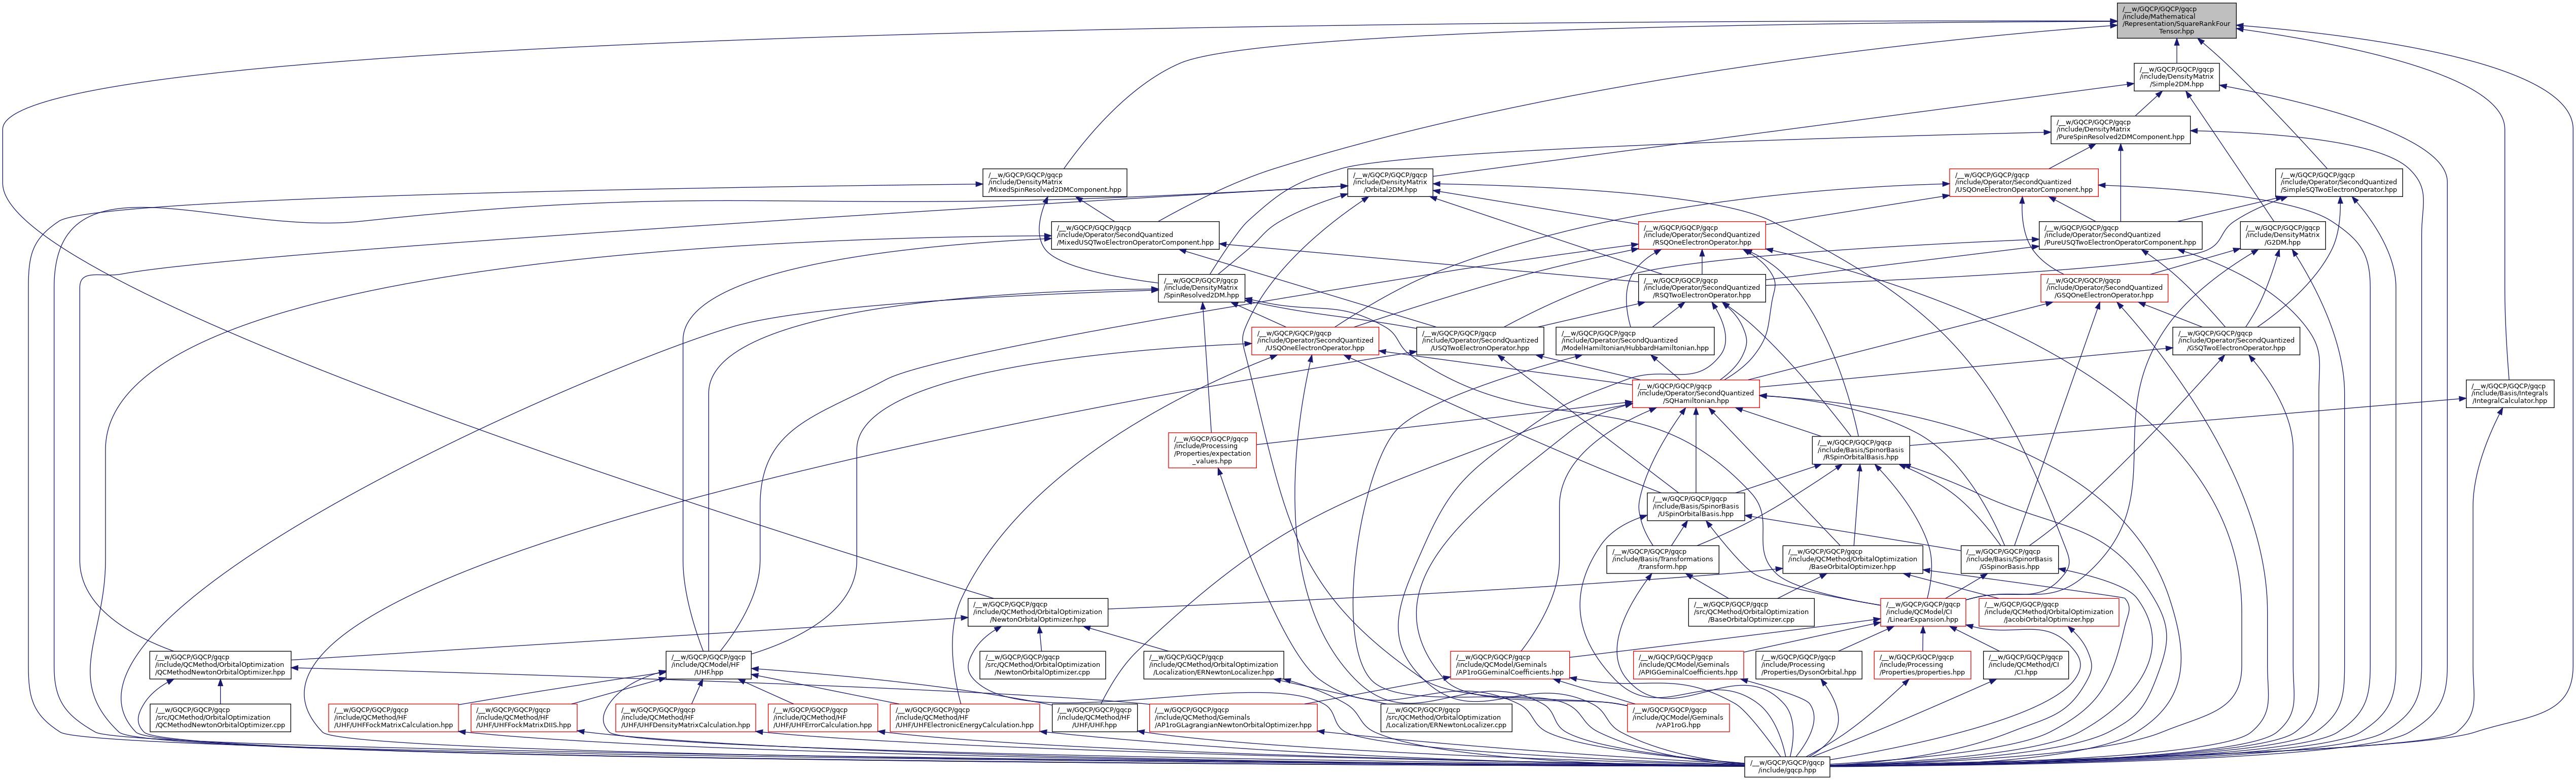 /__w/GQCP/GQCP/gqcp
/include/Mathematical
/Representation/SquareRankFour
Tensor.hpp
/__w/GQCP/GQCP/gqcp
/include/DensityMatrix
/Simple2DM.hpp
/__w/GQCP/GQCP/gqcp
/include/DensityMatrix
/PureSpinResolved2DMComponent.hpp
/__w/GQCP/GQCP/gqcp
/include/DensityMatrix
/MixedSpinResolved2DMComponent.hpp
/__w/GQCP/GQCP/gqcp
/include/DensityMatrix
/Orbital2DM.hpp
/__w/GQCP/GQCP/gqcp
/include/Operator/SecondQuantized
/USQOneElectronOperatorComponent.hpp
/__w/GQCP/GQCP/gqcp
/include/Operator/SecondQuantized
/SimpleSQTwoElectronOperator.hpp
/__w/GQCP/GQCP/gqcp
/include/Operator/SecondQuantized
/MixedUSQTwoElectronOperatorComponent.hpp
/__w/GQCP/GQCP/gqcp
/include/Operator/SecondQuantized
/RSQOneElectronOperator.hpp
/__w/GQCP/GQCP/gqcp
/include/Operator/SecondQuantized
/PureUSQTwoElectronOperatorComponent.hpp
/__w/GQCP/GQCP/gqcp
/include/DensityMatrix
/G2DM.hpp
/__w/GQCP/GQCP/gqcp
/include/DensityMatrix
/SpinResolved2DM.hpp
/__w/GQCP/GQCP/gqcp
/include/Operator/SecondQuantized
/RSQTwoElectronOperator.hpp
/__w/GQCP/GQCP/gqcp
/include/Operator/SecondQuantized
/GSQOneElectronOperator.hpp
/__w/GQCP/GQCP/gqcp
/include/Operator/SecondQuantized
/USQOneElectronOperator.hpp
/__w/GQCP/GQCP/gqcp
/include/Operator/SecondQuantized
/USQTwoElectronOperator.hpp
/__w/GQCP/GQCP/gqcp
/include/Operator/SecondQuantized
/ModelHamiltonian/HubbardHamiltonian.hpp
/__w/GQCP/GQCP/gqcp
/include/Operator/SecondQuantized
/GSQTwoElectronOperator.hpp
/__w/GQCP/GQCP/gqcp
/include/Operator/SecondQuantized
/SQHamiltonian.hpp
/__w/GQCP/GQCP/gqcp
/include/Basis/Integrals
/IntegralCalculator.hpp
/__w/GQCP/GQCP/gqcp
/include/Processing
/Properties/expectation
_values.hpp
/__w/GQCP/GQCP/gqcp
/include/Basis/SpinorBasis
/RSpinOrbitalBasis.hpp
/__w/GQCP/GQCP/gqcp
/include/Basis/SpinorBasis
/USpinOrbitalBasis.hpp
/__w/GQCP/GQCP/gqcp
/include/Basis/Transformations
/transform.hpp
/__w/GQCP/GQCP/gqcp
/include/QCMethod/OrbitalOptimization
/BaseOrbitalOptimizer.hpp
/__w/GQCP/GQCP/gqcp
/include/Basis/SpinorBasis
/GSpinorBasis.hpp
/__w/GQCP/GQCP/gqcp
/include/QCMethod/OrbitalOptimization
/NewtonOrbitalOptimizer.hpp
/__w/GQCP/GQCP/gqcp
/src/QCMethod/OrbitalOptimization
/BaseOrbitalOptimizer.cpp
/__w/GQCP/GQCP/gqcp
/include/QCModel/CI
/LinearExpansion.hpp
/__w/GQCP/GQCP/gqcp
/include/QCMethod/OrbitalOptimization
/JacobiOrbitalOptimizer.hpp
/__w/GQCP/GQCP/gqcp
/include/QCMethod/OrbitalOptimization
/QCMethodNewtonOrbitalOptimizer.hpp
/__w/GQCP/GQCP/gqcp
/include/QCModel/HF
/UHF.hpp
/__w/GQCP/GQCP/gqcp
/src/QCMethod/OrbitalOptimization
/NewtonOrbitalOptimizer.cpp
/__w/GQCP/GQCP/gqcp
/include/QCMethod/OrbitalOptimization
/Localization/ERNewtonLocalizer.hpp
/__w/GQCP/GQCP/gqcp
/include/QCModel/Geminals
/AP1roGGeminalCoefficients.hpp
/__w/GQCP/GQCP/gqcp
/include/QCModel/Geminals
/APIGGeminalCoefficients.hpp
/__w/GQCP/GQCP/gqcp
/include/Processing
/Properties/DysonOrbital.hpp
/__w/GQCP/GQCP/gqcp
/include/Processing
/Properties/properties.hpp
/__w/GQCP/GQCP/gqcp
/include/QCMethod/CI
/CI.hpp
/__w/GQCP/GQCP/gqcp
/src/QCMethod/OrbitalOptimization
/QCMethodNewtonOrbitalOptimizer.cpp
/__w/GQCP/GQCP/gqcp
/include/QCMethod/HF
/UHF/UHFFockMatrixCalculation.hpp
/__w/GQCP/GQCP/gqcp
/include/QCMethod/HF
/UHF/UHFFockMatrixDIIS.hpp
/__w/GQCP/GQCP/gqcp
/include/QCMethod/HF
/UHF/UHFDensityMatrixCalculation.hpp
/__w/GQCP/GQCP/gqcp
/include/QCMethod/HF
/UHF/UHFErrorCalculation.hpp
/__w/GQCP/GQCP/gqcp
/include/QCMethod/HF
/UHF/UHFElectronicEnergyCalculation.hpp
/__w/GQCP/GQCP/gqcp
/include/QCMethod/HF
/UHF/UHF.hpp
/__w/GQCP/GQCP/gqcp
/include/QCMethod/Geminals
/AP1roGLagrangianNewtonOrbitalOptimizer.hpp
/__w/GQCP/GQCP/gqcp
/src/QCMethod/OrbitalOptimization
/Localization/ERNewtonLocalizer.cpp
/__w/GQCP/GQCP/gqcp
/include/QCModel/Geminals
/vAP1roG.hpp
/__w/GQCP/GQCP/gqcp
/include/gqcp.hpp